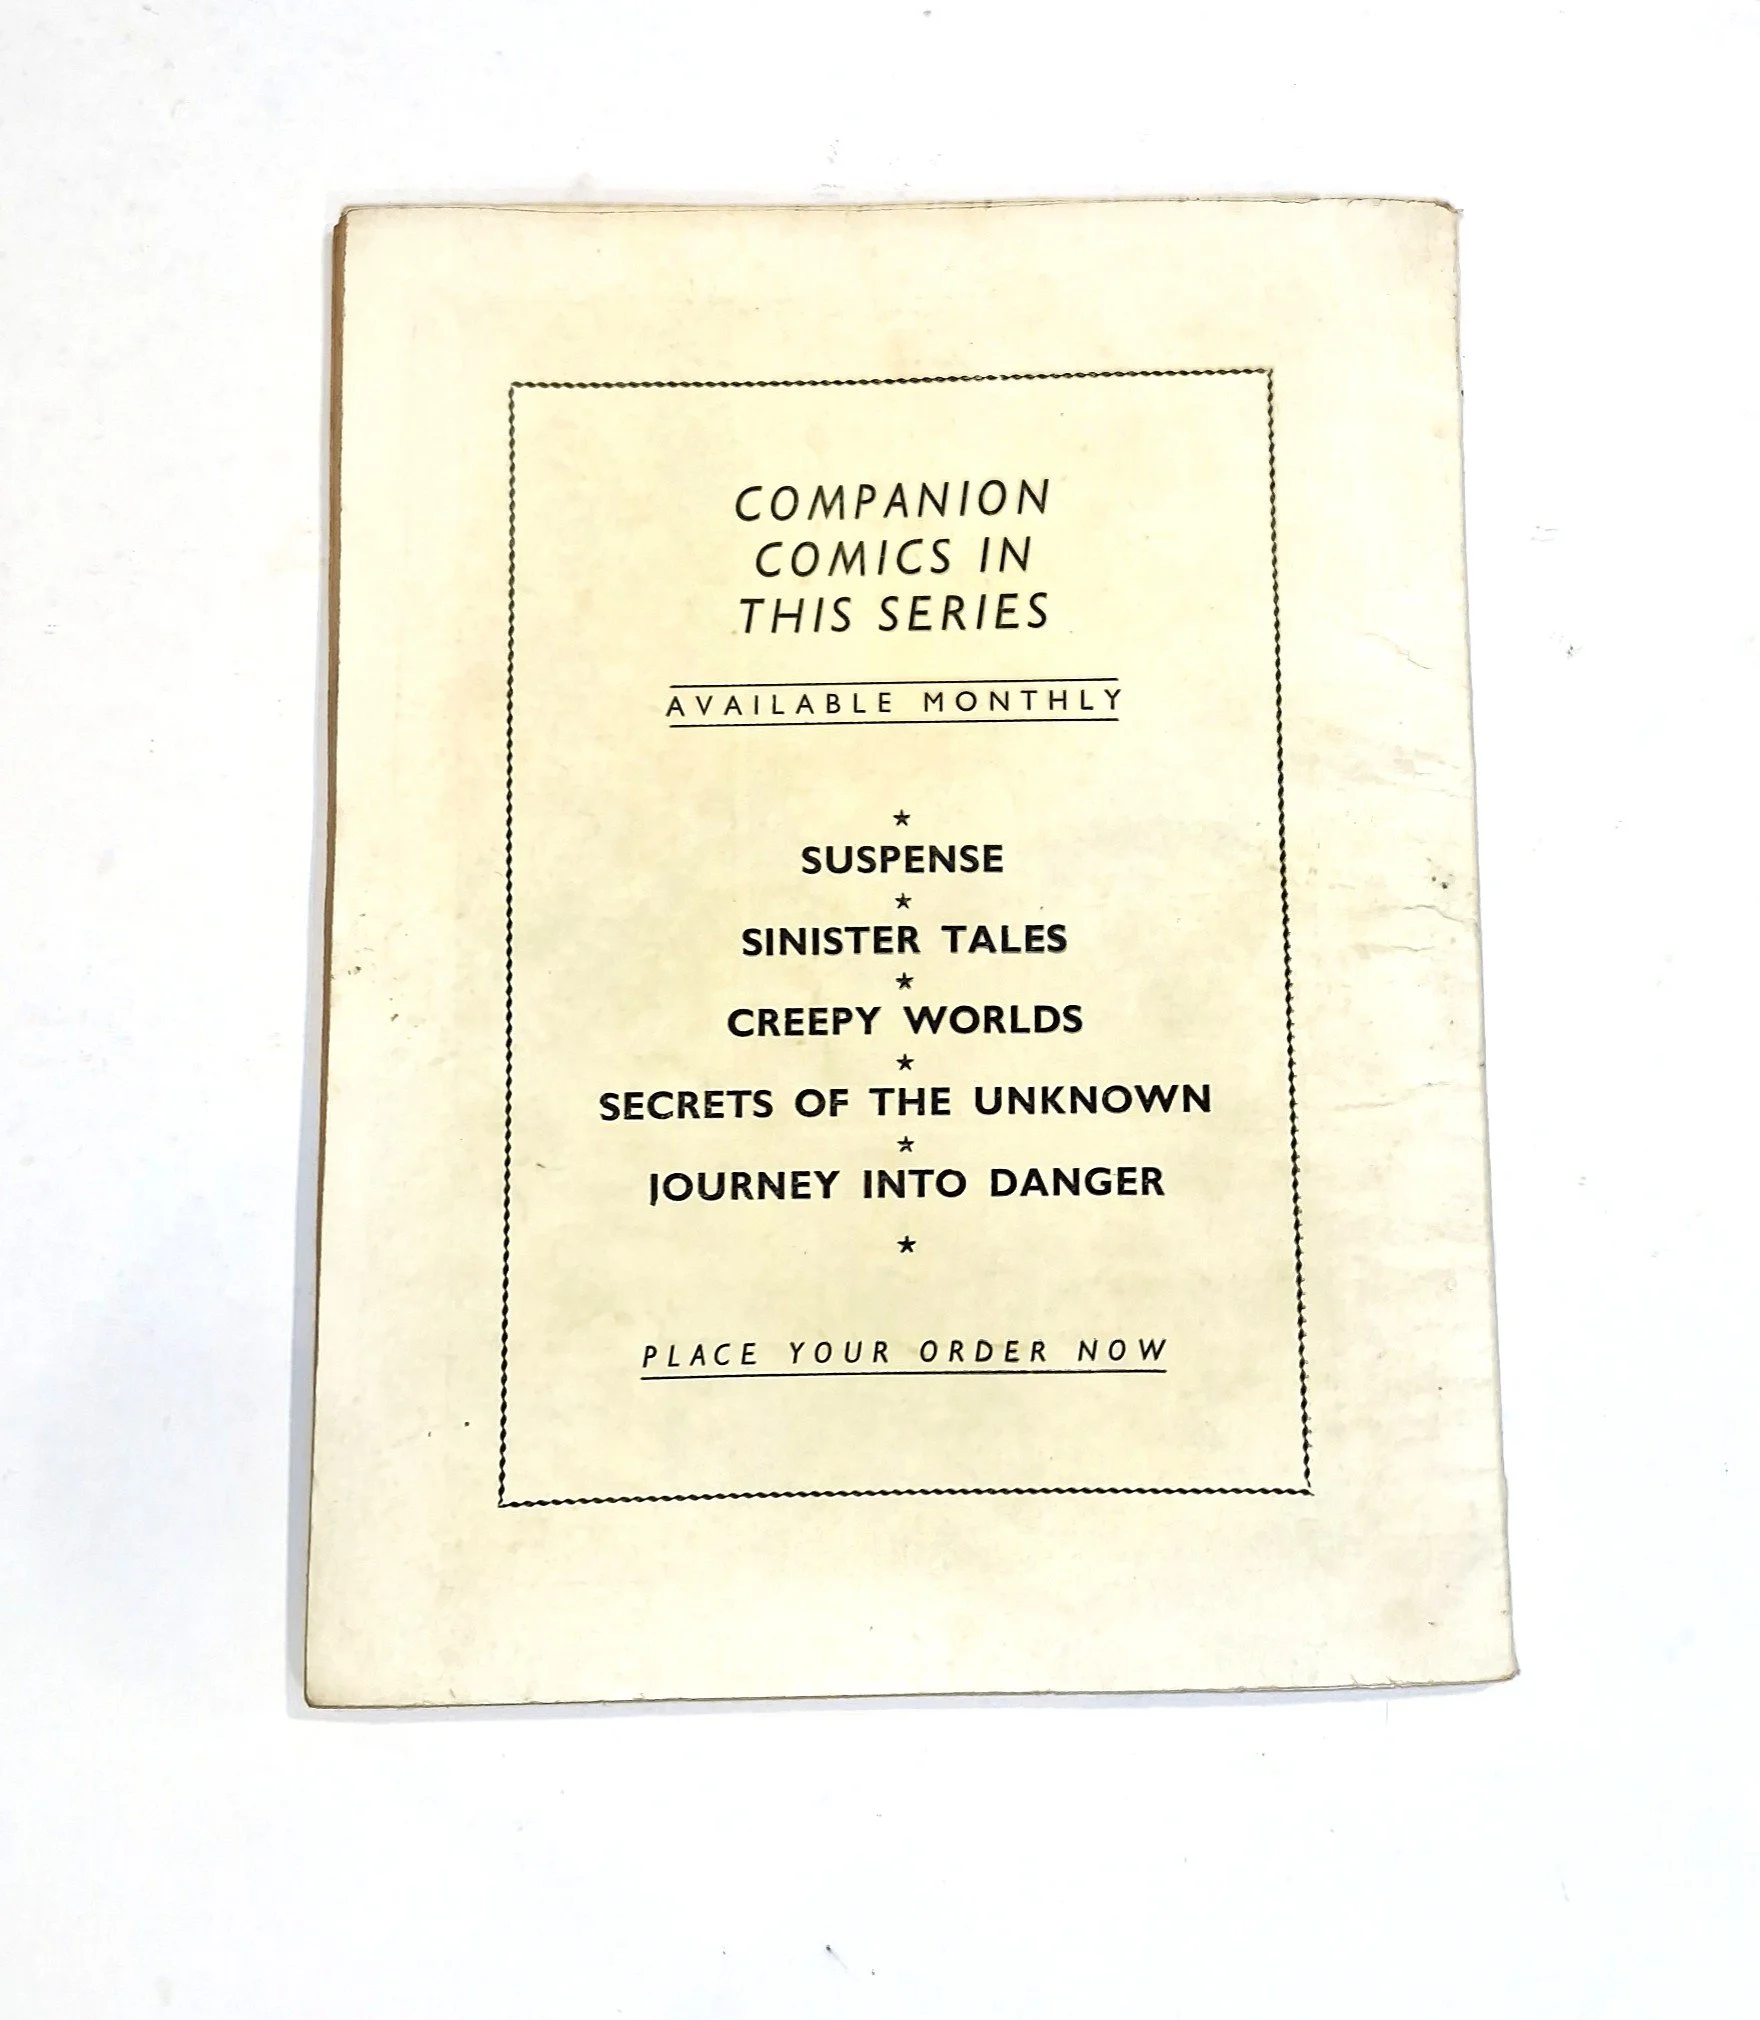 COMPANION
COMICS IN
THIS SERIES
AVAILABLE MONTHLY
★
SUSPENSE
★
SINISTER TALES
★
CREEPY WORLDS
★
SECRETS OF THE UNKNOWN
★
JOURNEY INTO DANGER
★
PLACE YOUR ORDER NOW